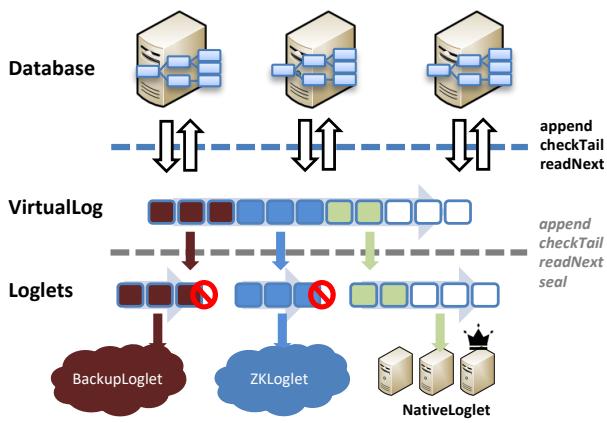 Database
append
checkTail
readNext
VirtualLog
append
checkTail
readNext
seal
Loglets
BackupLoglet
ZKLoglet
NativeLoglet